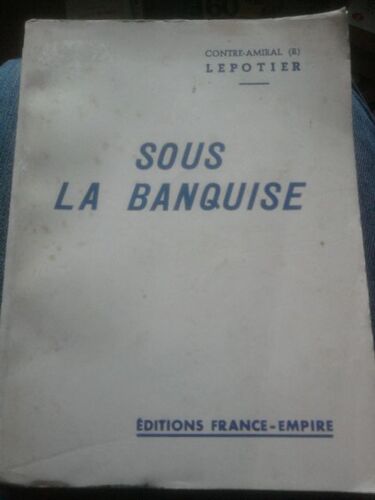 CONTRE-AMIRAL (R)
LEPOTIER
SOUS
LA BANQUISE
ÉDITIONS FRANCE-EMPIRE